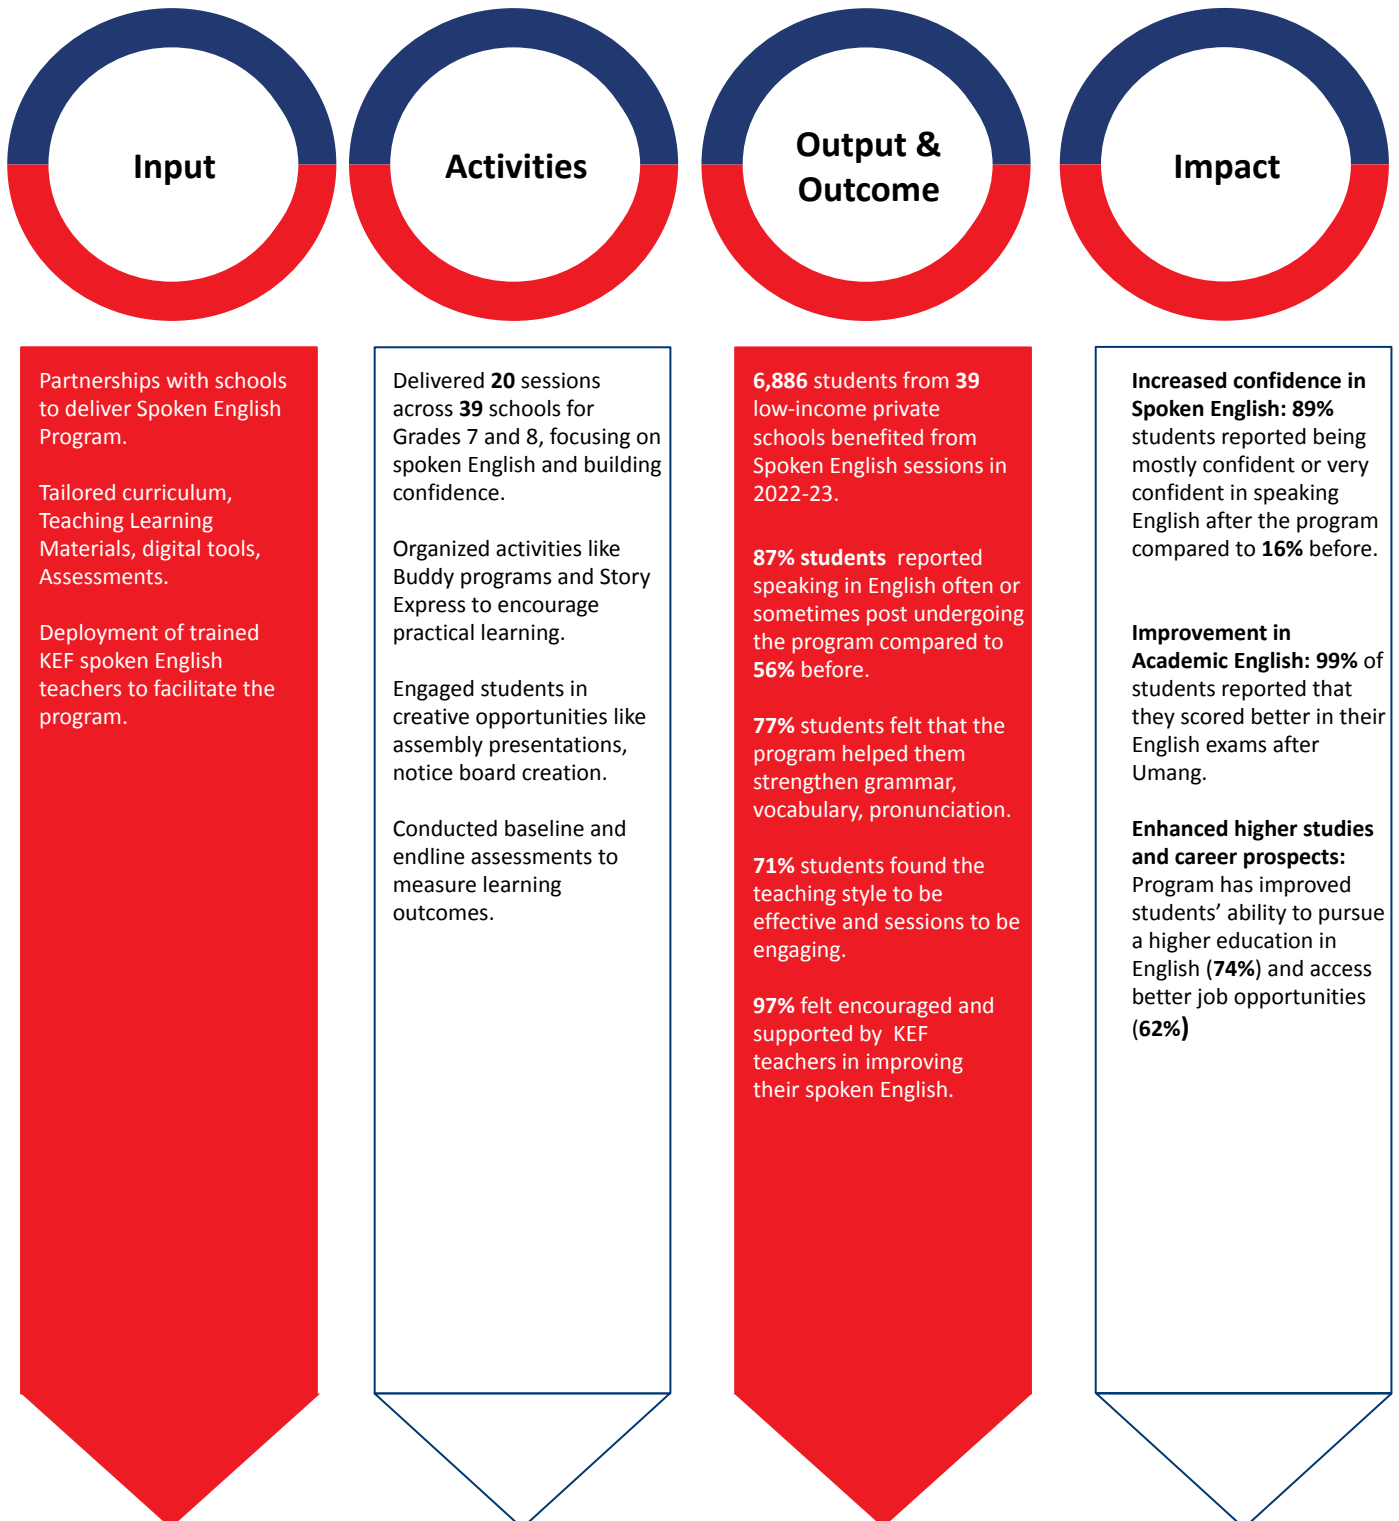 Input
Activities
Output &
Outcome
Impact
Partnerships with schools
to deliver Spoken English
Program.
Tailored curriculum,
Teaching Learning
Materials, digital tools,
Assessments.
Deployment of trained
KEF spoken English
teachers to facilitate the
program.
Delivered 20 sessions
across 39 schools for
Grades 7 and 8, focusing on
spoken English and building
confidence.
Organized activities like
Buddy programs and Story
Express to encourage
practical learning.
Engaged students in
creative opportunities like
assembly presentations,
notice board creation.
Conducted baseline and
endline assessments to
measure learning
outcomes.
6,886 students from 39
low-income private
schools benefited from
Spoken English sessions in
2022-23.
87% students reported
speaking in English often or
sometimes post undergoing
the program compared to
56% before.
77% students felt that the
program helped them
strengthen grammar,
vocabulary, pronunciation.
71% students found the
teaching style to be
effective and sessions to be
engaging.
97% felt encouraged and
supported by KEF
teachers in improving
their spoken English.
Increased confidence in
Spoken English: 89%
students reported being
mostly confident or very
confident in speaking
English after the program
compared to 16% before.
Improvement in
Academic English: 99% of
students reported that
they scored better in their
English exams after
Umang.
Enhanced higher studies
and career prospects:
Program has improved
students’ ability to pursue
a higher education in
English (74%) and access
better job opportunities
(62%)